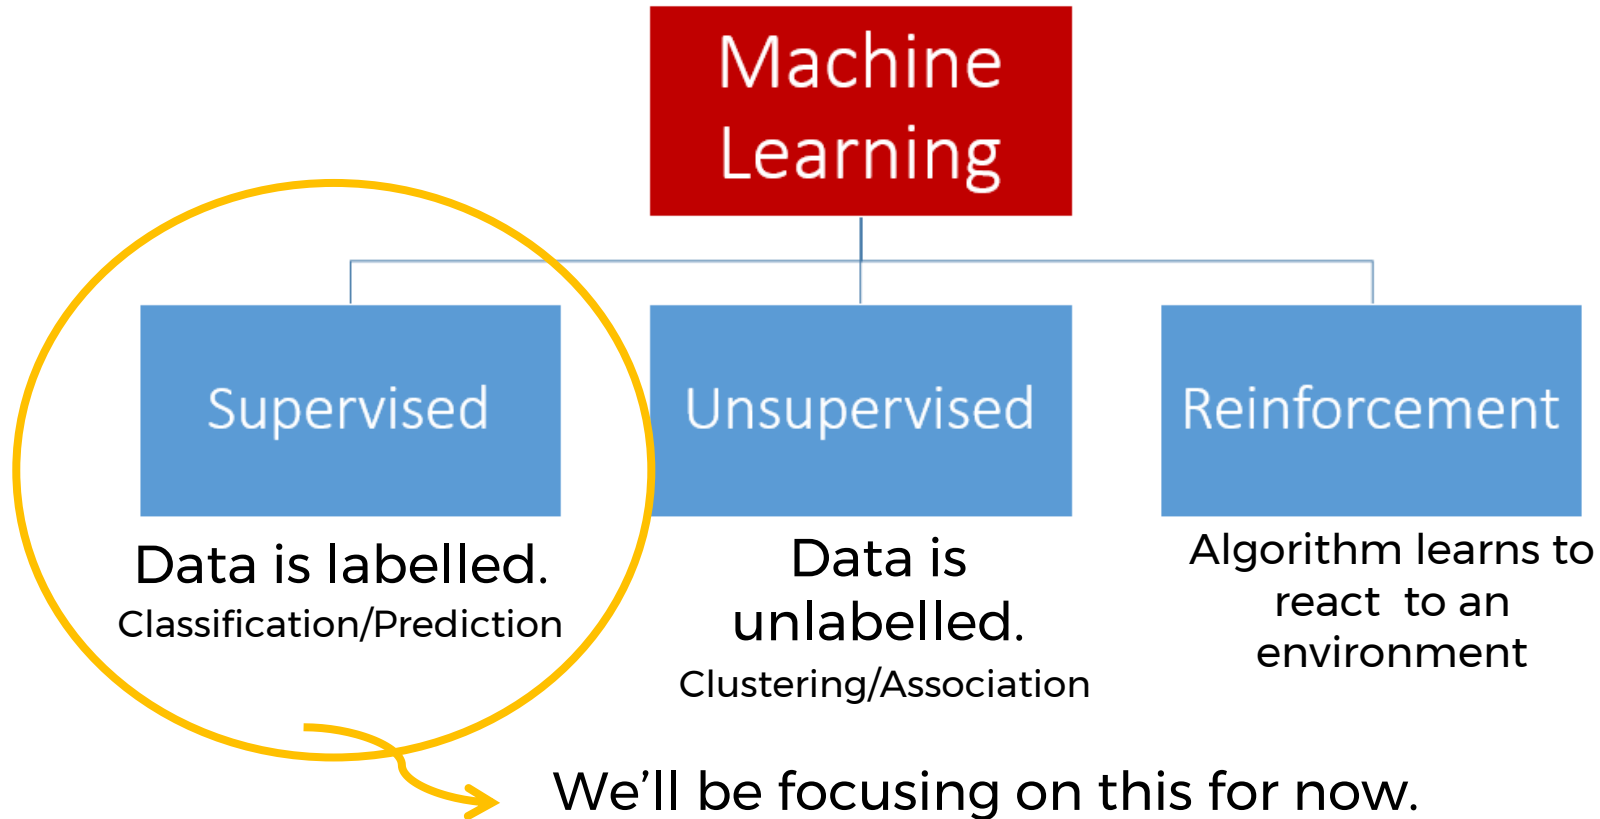 Machine
Learning
Supervised
Unsupervised
Reinforcement
Data is labelled.
Classification/Prediction
Data is
unlabelled.
Clustering/Association
Algorithm learns to
react to an
environment
We’ll be focusing on this for now.